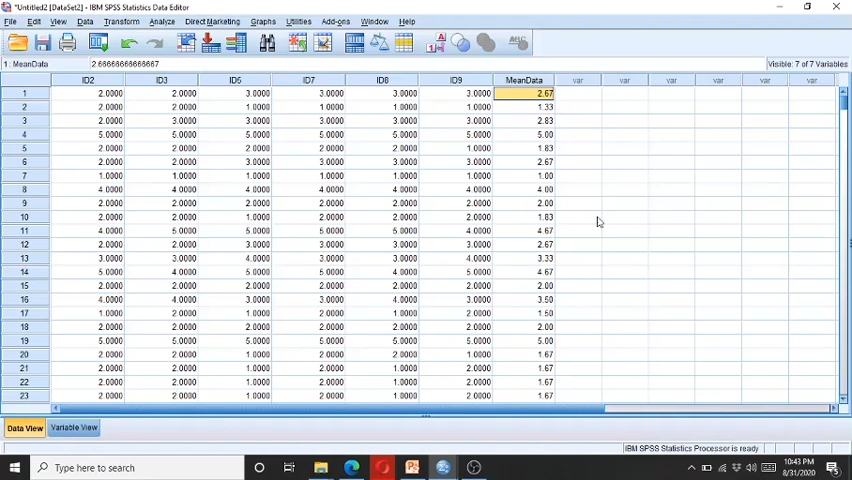 *Untitled2 [DataSet2] - IBM SPSS Statistics Data Editor
File Edit View Data Transform Analyze Direct Marketing Graphs Utilities Add-ons Window Help
1 : MeanData 2.66666666666667 Visible: 7 of 7 Variables
ID2 ID3 ID5 ID7 ID8 ID9 MeanData var var var var var var
1 2.0000 2.0000 3.0000 3.0000 3.0000 3.0000 2.67
2 2.0000 2.0000 1.0000 1.0000 1.0000 1.0000 1.33
3 2.0000 3.0000 3.0000 3.0000 3.0000 3.0000 2.83
4 5.0000 5.0000 5.0000 5.0000 5.0000 5.0000 5.00
5 2.0000 2.0000 2.0000 2.0000 2.0000 1.0000 1.83
6 2.0000 2.0000 3.0000 3.0000 3.0000 3.0000 2.67
7 1.0000 1.0000 1.0000 1.0000 1.0000 1.0000 1.00
8 4.0000 4.0000 4.0000 4.0000 4.0000 4.0000 4.00
9 2.0000 2.0000 2.0000 2.0000 2.0000 2.0000 2.00
10 2.0000 2.0000 1.0000 2.0000 2.0000 2.0000 1.83
11 4.0000 5.0000 5.0000 5.0000 5.0000 4.0000 4.67
12 2.0000 2.0000 3.0000 3.0000 3.0000 3.0000 2.67
13 3.0000 3.0000 4.0000 3.0000 3.0000 4.0000 3.33
14 5.0000 4.0000 5.0000 5.0000 4.0000 5.0000 4.67
15 2.0000 2.0000 2.0000 2.0000 2.0000 2.0000 2.00
16 4.0000 4.0000 3.0000 3.0000 4.0000 3.0000 3.50
17 1.0000 2.0000 1.0000 2.0000 1.0000 2.0000 1.50
18 2.0000 2.0000 2.0000 2.0000 2.0000 2.0000 2.00
19 5.0000 5.0000 5.0000 5.0000 5.0000 5.0000 5.00
20 2.0000 2.0000 1.0000 2.0000 2.0000 1.0000 1.67
21 2.0000 2.0000 1.0000 2.0000 1.0000 2.0000 1.67
22 2.0000 2.0000 1.0000 2.0000 1.0000 2.0000 1.67
23 2.0000 2.0000 1.0000 2.0000 1.0000 2.0000 1.67
Data View Variable View
IBM SPSS Statistics Processor is ready
Type here to search
10:43 PM
8/31/2020